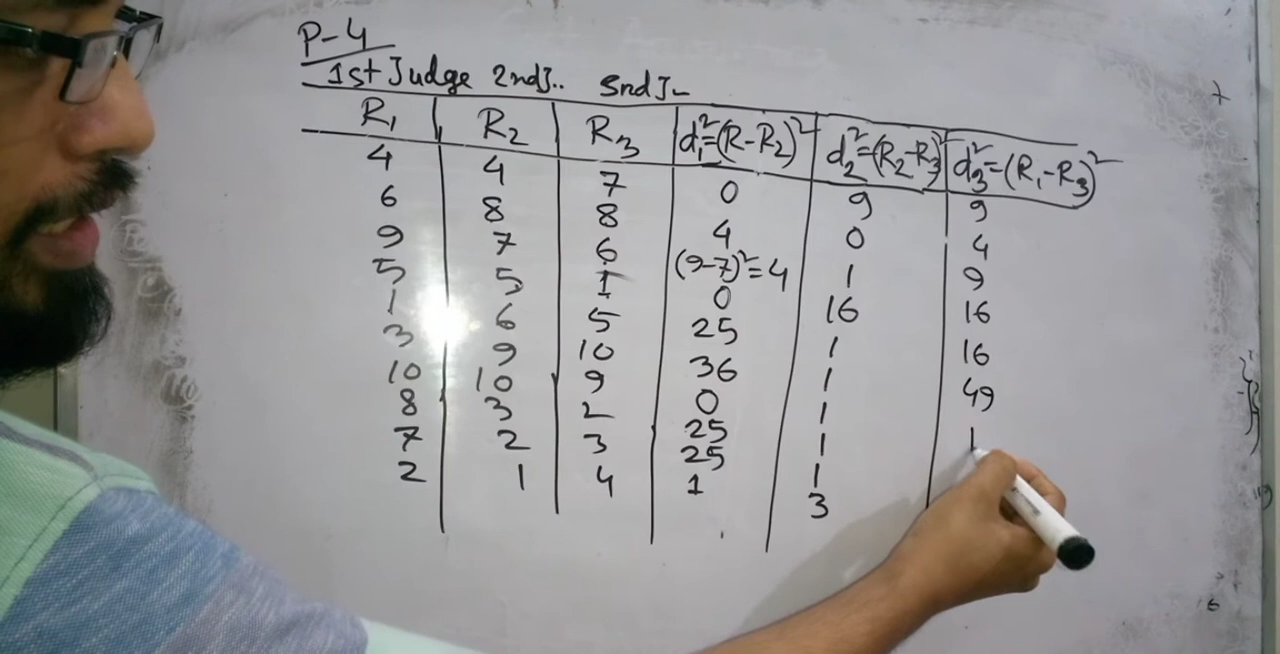 P-4
1st Judge 2ndJ.. 3rdJ-
R₁ R₂ R₃ d₁²=(R-R₂)² d₂²=(R₂-R₃)² d₃²=(R₁-R₃)²
4 4 7 0 9 9
6 8 8 4 0 4
9 7 6 (9-7)²=4 1 9
5 5 1 0 16 16
1 6 5 25 1 16
3 9 10 36 1 49
10 10 9 0 1 1
8 3 2 25 1
7 2 3 25 1
2 1 4 1 3